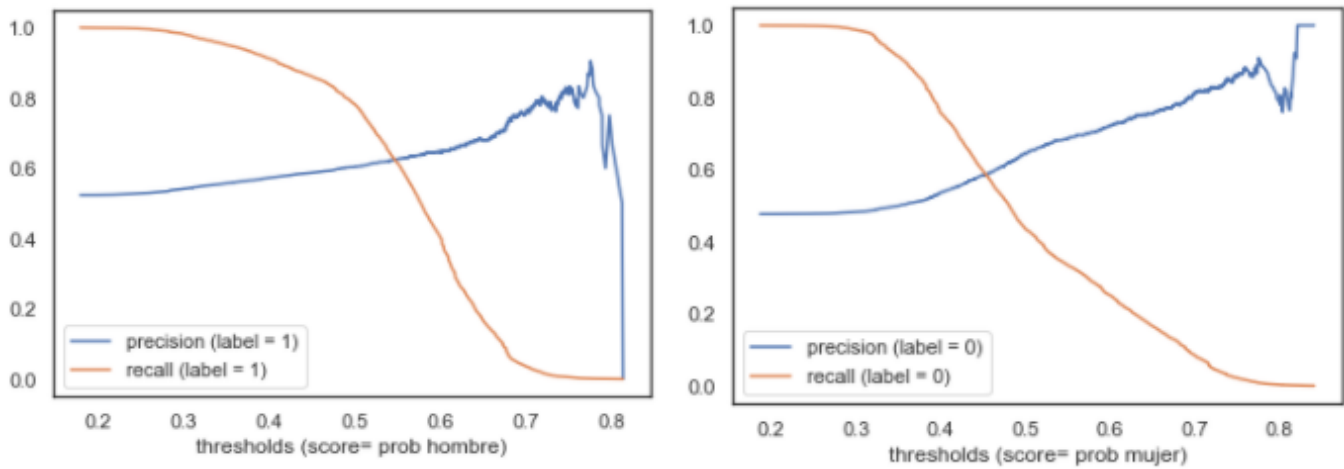 1.0
0.8
0.6
0.4
0.2
0.0
precision (label = 1)
recall (label = 1)
0.2 0.3 0.4 0.5 0.6 0.7 0.8
thresholds (score= prob hombre)
1.0
0.8
0.6
0.4
0.2
0.0
precision (label = 0)
recall (label = 0)
0.2 0.3 0.4 0.5 0.6 0.7 0.8
thresholds (score= prob mujer)